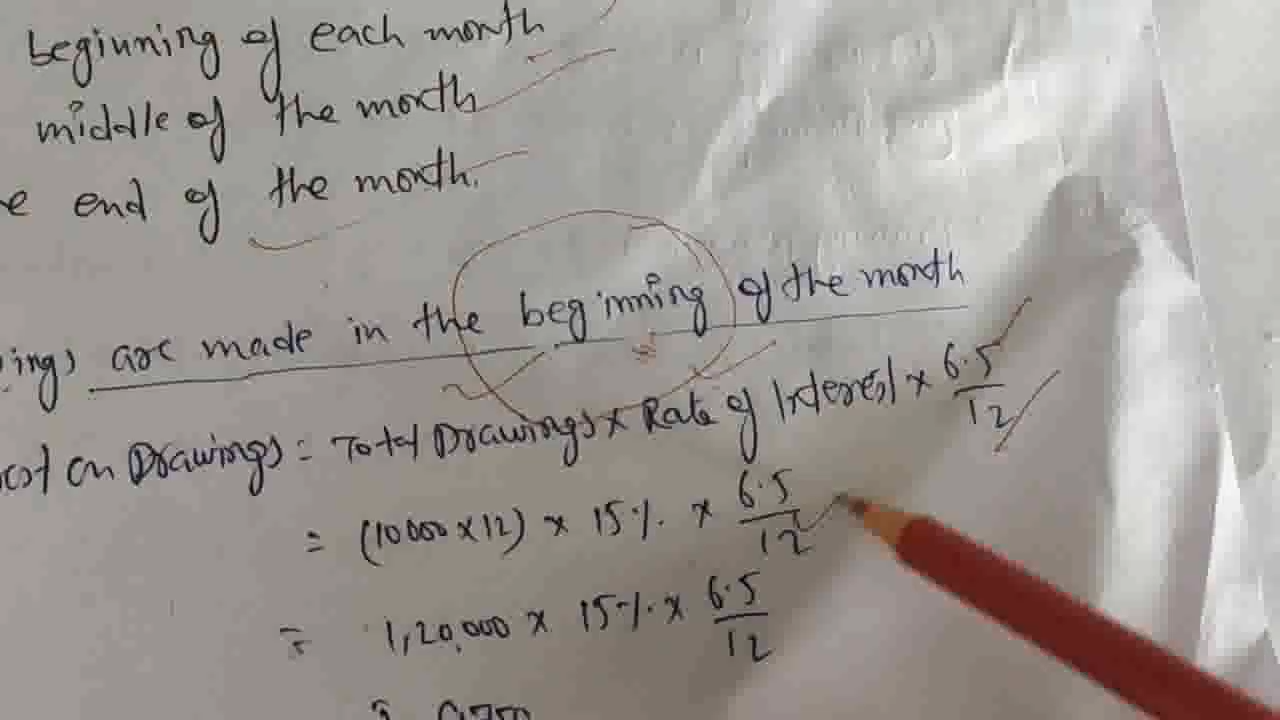 beginning of each month
middle of the month
e end of the month.
ings are made in the beginning of the month
est on Drawings = Total Drawings x Rate of Interest x 6.5/12
= (10000 x 12) x 15% x 6.5/12
= 1,20,000 x 15% x 6.5/12